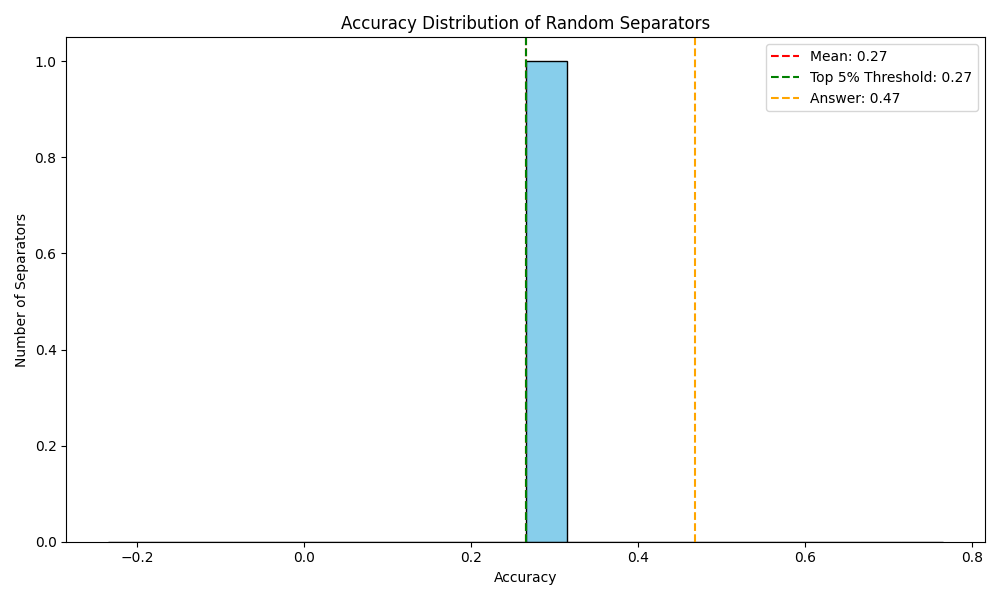 Accuracy Distribution of Random Separators
Mean: 0.27
Top 5% Threshold: 0.27
Answer: 0.47
Number of Separators
1.0
0.8
0.6
0.4
0.2
0.0
−0.2
0.0
0.2
0.4
0.6
0.8
Accuracy